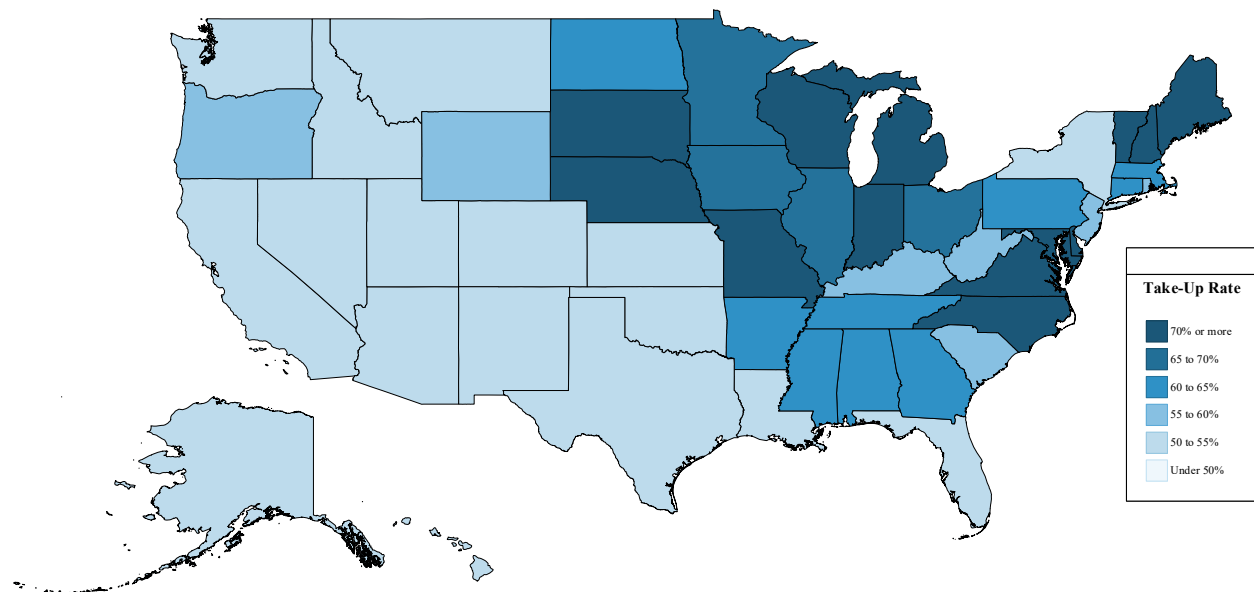 Take-Up Rate
70% or more
65 to 70%
60 to 65%
55 to 60%
50 to 55%
Under 50%